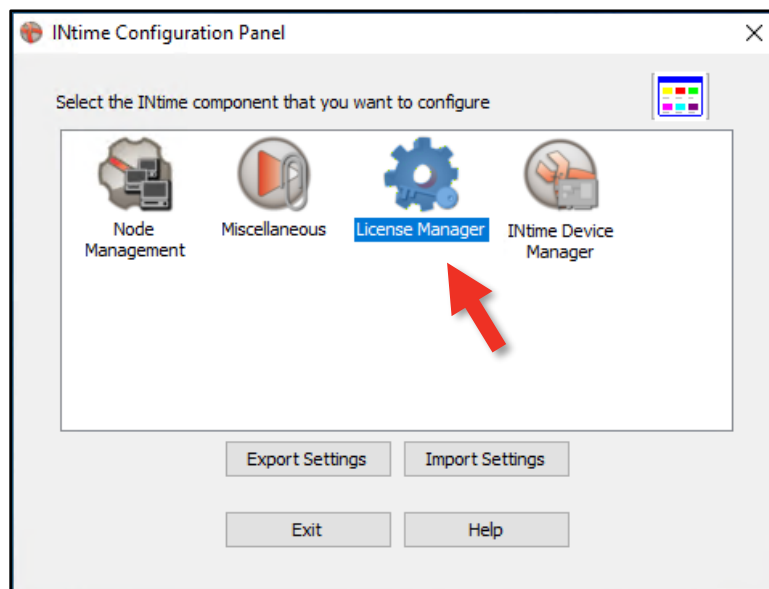 INtime Configuration Panel
Select the INtime component that you want to configure
Node
Management
Miscellaneous
License Manager
INtime Device
Manager
Export Settings
Import Settings
Exit
Help